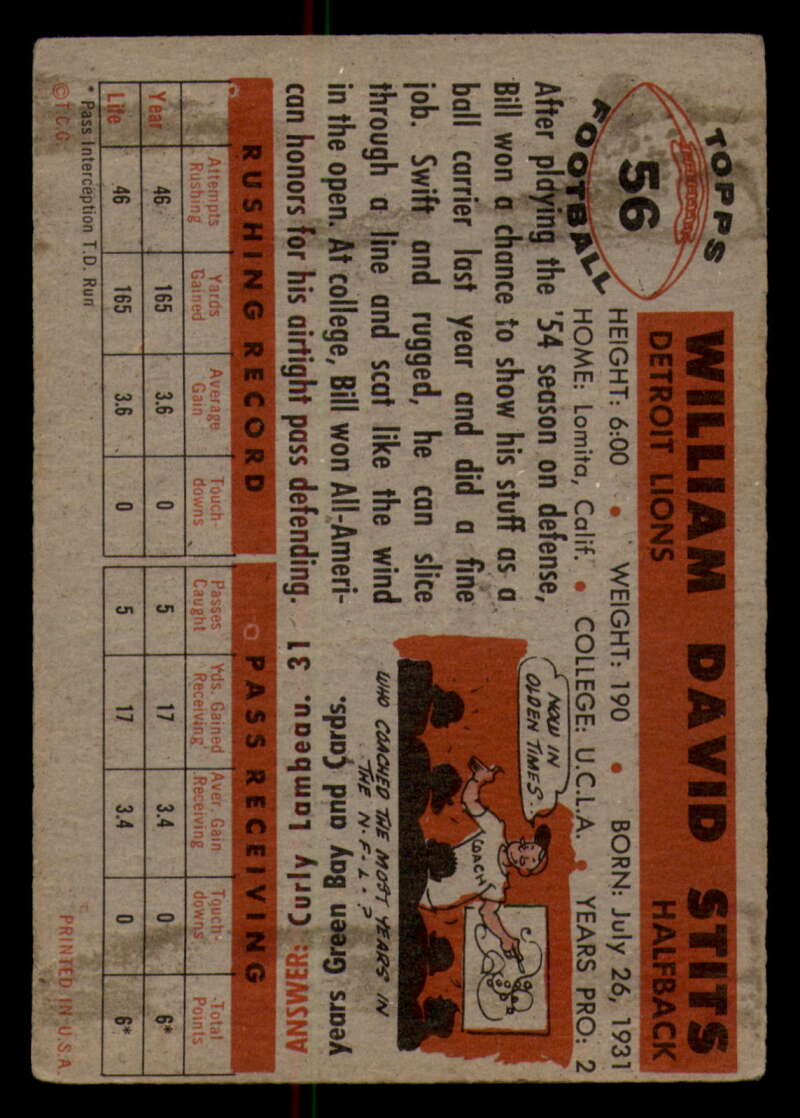 TOPPS
56
FOOTBALL
WILLIAM DAVID STITS
DETROIT LIONS HALFBACK
HEIGHT: 6:00 • WEIGHT: 190 • BORN: July 26, 1931
HOME: Lomita, Calif. • COLLEGE: U.C.L.A. • YEARS PRO: 2
After playing the '54 season on defense,
Bill won a chance to show his stuff as a
ball carrier last year and did a fine
job. Swift and rugged, he can slice
through a line and scat like the wind
in the open. At college, Bill won All-Ameri-
can honors for his airtight pass defending.
NOW IN
OLDEN TIMES..
COACH
WHO COACHED THE MOST YEARS IN
THE N.F.L.?
ANSWER: Curly Lambeau. 31
Years Green Bay and Cards.
RUSHING RECORD PASS RECEIVING
Attempts Rushing Yards Gained Average Gain Touch-downs Passes Caught Yds. Gained Receiving Aver. Gain Receiving Touch-downs Total Points
Year 46 165 3.6 0 5 17 3.4 0 6*
Life 46 165 3.6 0 5 17 3.4 0 6*
* Pass Interception T.D. Run
©T.C.G. PRINTED IN U.S.A.